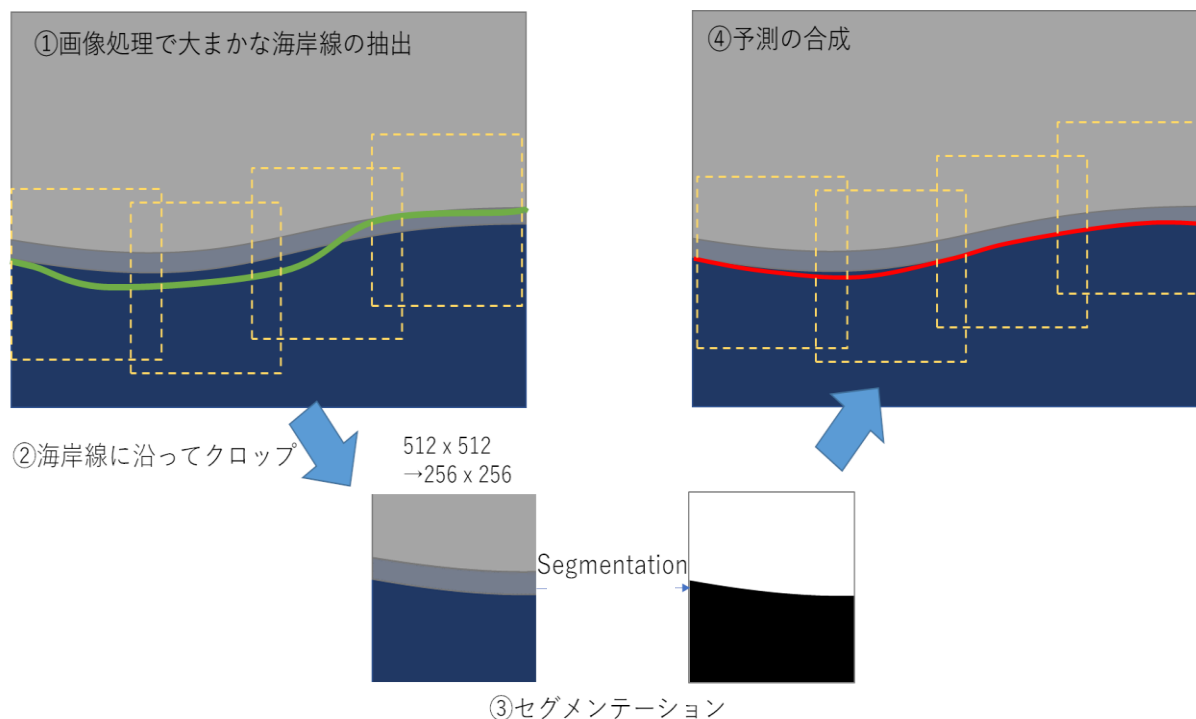 ①画像処理で大まかな海岸線の抽出
④予測の合成
②海岸線に沿ってクロップ
512 x 512
→256 x 256
Segmentation
③セグメンテーション